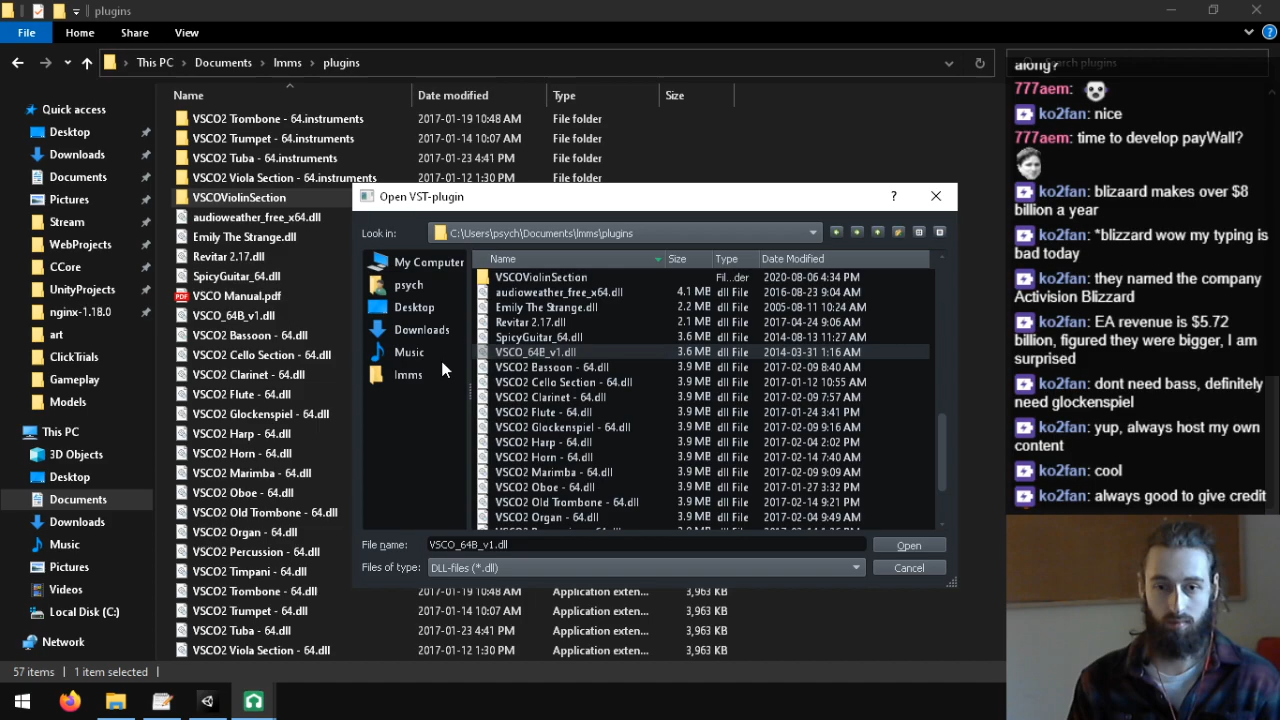 plugins
File
Home
Share
View
This PC
Documents
lmms
plugins
Search plugins
Name
Date modified
Type
Size
Quick access
Desktop
Downloads
Documents
Pictures
Stream
WebProjects
CCore
UnityProjects
nginx-1.18.0
art
ClickTrials
Gameplay
Models
This PC
3D Objects
Desktop
Documents
Downloads
Music
Pictures
Videos
Local Disk (C:)
Network
VSCO2 Trombone - 64.instruments 2017-01-19 10:48 AM File folder
VSCO2 Trumpet - 64.instruments 2017-01-14 10:07 AM File folder
VSCO2 Tuba - 64.instruments 2017-01-23 4:41 PM File folder
VSCO2 Viola Section - 64.instruments 2017-01-12 1:30 PM File folder
VSCOViolinSection
audioweather_free_x64.dll
Emily The Strange.dll
Revitar 2.17.dll
SpicyGuitar_64.dll
VSCO Manual.pdf
VSCO_64B_v1.dll
VSCO2 Bassoon - 64.dll
VSCO2 Cello Section - 64.dll
VSCO2 Clarinet - 64.dll
VSCO2 Flute - 64.dll
VSCO2 Glockenspiel - 64.dll
VSCO2 Harp - 64.dll
VSCO2 Horn - 64.dll
VSCO2 Marimba - 64.dll
VSCO2 Oboe - 64.dll
VSCO2 Old Trombone - 64.dll
VSCO2 Organ - 64.dll
VSCO2 Percussion - 64.dll
VSCO2 Timpani - 64.dll
VSCO2 Trombone - 64.dll 2017-01-19 10:48 AM Application exten... 3,963 KB
VSCO2 Trumpet - 64.dll 2017-01-14 10:07 AM Application exten... 3,963 KB
VSCO2 Tuba - 64.dll 2017-01-23 4:41 PM Application exten... 3,963 KB
VSCO2 Viola Section - 64.dll 2017-01-12 1:30 PM Application exten... 3,963 KB
57 items
1 item selected
Open VST-plugin
?
Look in:
C:\Users\psych\Documents\lmms\plugins
My Computer
psych
Desktop
Downloads
Music
lmms
Name Size Type Date Modified
VSCOViolinSection Fil...der 2020-08-06 4:34 PM
audioweather_free_x64.dll 4.1 MB dll File 2016-08-23 9:04 AM
Emily The Strange.dll 2.2 MB dll File 2005-08-11 10:28 AM
Revitar 2.17.dll 2.1 MB dll File 2017-04-24 9:06 AM
SpicyGuitar_64.dll 3.6 MB dll File 2014-08-13 11:27 AM
VSCO_64B_v1.dll 3.6 MB dll File 2014-03-31 1:16 AM
VSCO2 Bassoon - 64.dll 3.9 MB dll File 2017-02-09 8:40 AM
VSCO2 Cello Section - 64.dll 3.9 MB dll File 2017-01-12 10:55 AM
VSCO2 Clarinet - 64.dll 3.9 MB dll File 2017-02-09 7:57 AM
VSCO2 Flute - 64.dll 3.9 MB dll File 2017-01-24 3:41 PM
VSCO2 Glockenspiel - 64.dll 3.9 MB dll File 2017-02-09 9:16 AM
VSCO2 Harp - 64.dll 3.9 MB dll File 2017-02-04 2:02 PM
VSCO2 Horn - 64.dll 3.9 MB dll File 2017-02-14 7:40 AM
VSCO2 Marimba - 64.dll 3.9 MB dll File 2017-02-09 9:09 AM
VSCO2 Oboe - 64.dll 3.9 MB dll File 2017-01-27 3:32 PM
VSCO2 Old Trombone - 64.dll 3.9 MB dll File 2017-02-14 9:21 PM
VSCO2 Organ - 64.dll 3.9 MB dll File 2017-02-04 9:49 AM
File name:
VSCO_64B_v1.dll
Open
Files of type:
DLL-files (*.dll)
Cancel
along?
777aem:
ko2fan: nice
777aem: time to develop payWall?
ko2fan: blizaard makes over $8
billion a year
ko2fan: *blizzard wow my typing is
bad today
ko2fan: they named the company
Activision Blizzard
ko2fan: EA revenue is $5.72
billion, figured they were bigger, I am
surprised
ko2fan: dont need bass, definitely
need glockenspiel
ko2fan: yup, always host my own
content
ko2fan: cool
ko2fan: always good to give credit